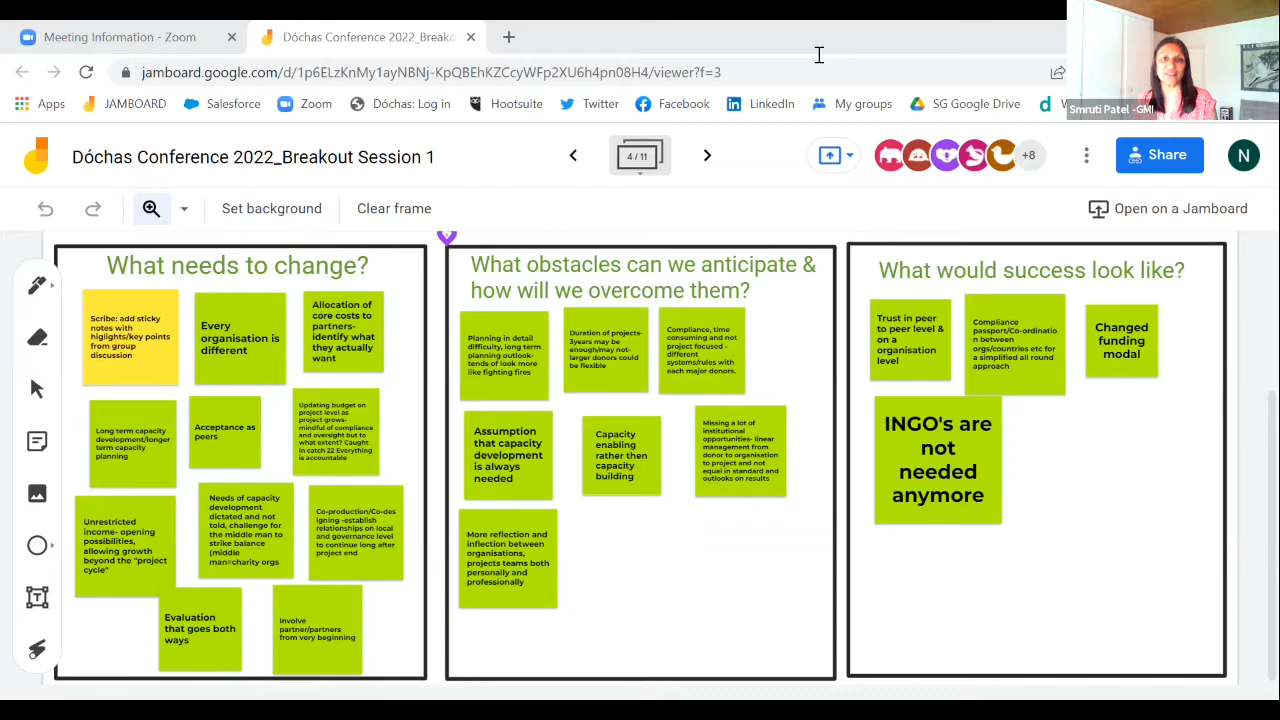 Meeting Information - Zoom
Dóchas Conference 2022_Breako
jamboard.google.com/d/1p6ELzKnMy1ayNBNj-KpQBEhKZCcyWFp2XU6h4pn08H4/viewer?f=3
Smruti Patel -GMI
Apps
JAMBOARD
Salesforce
Zoom
Dóchas: Log in
Hootsuite
Twitter
Facebook
LinkedIn
My groups
SG Google Drive
W
Dóchas Conference 2022_Breakout Session 1
4 / 11
+8
Share
N
Set background
Clear frame
Open on a Jamboard
What needs to change?
Scribe: add sticky
notes with
higlights/key points
from group
discussion
Every
organisation is
different
Allocation of
core costs to
partners-
identify what
they actually
want
Long term capacity
development/longer
term capacity
planning
Acceptance as
peers
Updating budget on
project level as
project grows-
mindful of compliance
and oversight but to
what extent? Caught
in catch 22 Everything
is accountable
Unrestricted
income- opening
possibilities,
allowing growth
beyond the "project
cycle"
Needs of capacity
development
dictated and not
told, challenge for
the middle man to
strike balance
(middle
man=charity orgs
Co-production/Co-des
igning -establish
relationships on local
and governance level
to continue long after
project end
Evaluation
that goes both
ways
Involve
partner/partners
from very beginning
What obstacles can we anticipate &
how will we overcome them?
Planning in detail
difficulty, long term
planning outlook-
tends of look more
like fighting fires
Duration of projects-
3years may be
enough/may not-
larger donors could
be flexible
Compliance, time
consuming and not
project focused -
different
systems/rules with
each major donors.
Assumption
that capacity
development
is always
needed
Capacity
enabling
rather then
capacity
building
Missing a lot of
institutional
opportunities- linear
management from
donor to organisation
to project and not
equal in standard and
outlooks on results
More reflection and
inflection between
organisations,
projects teams both
personally and
professionally
What would success look like?
Trust in peer
to peer level &
on a
organisation
level
Compliance
passport/Co-ordinatio
n between
orgs/countries etc for
a simplified all round
approach
Changed
funding
modal
INGO's are
not
needed
anymore